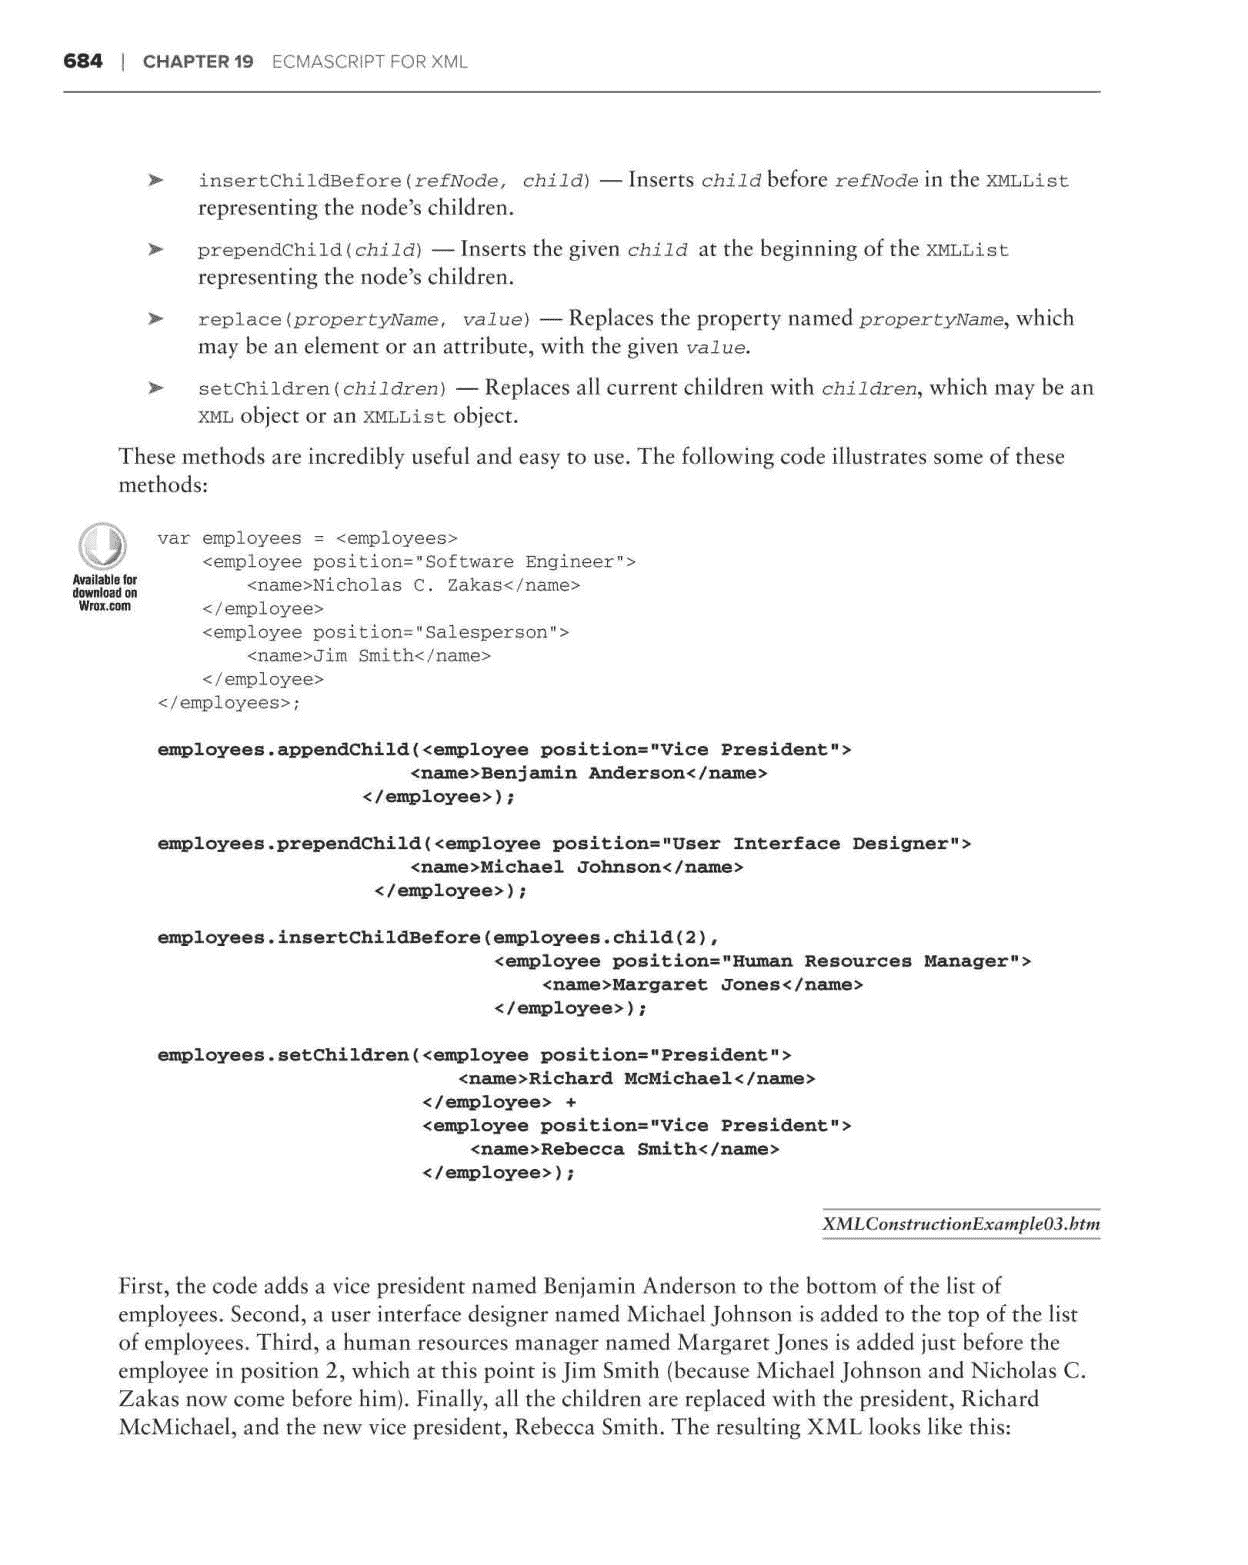 684 | CHAPTER 19 ECMASCRIPT FOR XML
➤ insertChildBefore(refNode, child) — Inserts child before refNode in the XMLList
representing the node’s children.
➤ prependChild(child) — Inserts the given child at the beginning of the XMLList
representing the node’s children.
➤ replace(propertyName, value) — Replaces the property named propertyName, which
may be an element or an attribute, with the given value.
➤ setChildren(children) — Replaces all current children with children, which may be an
XML object or an XMLList object.
These methods are incredibly useful and easy to use. The following code illustrates some of these
methods:
Available for
download on
Wrox.com
var employees = <employees>
    <employee position="Software Engineer">
        <name>Nicholas C. Zakas</name>
    </employee>
    <employee position="Salesperson">
        <name>Jim Smith</name>
    </employee>
</employees>;
employees.appendChild(<employee position="Vice President">
                     <name>Benjamin Anderson</name>
                 </employee>);
employees.prependChild(<employee position="User Interface Designer">
                     <name>Michael Johnson</name>
                  </employee>);
employees.insertChildBefore(employees.child(2),
                            <employee position="Human Resources Manager">
                                <name>Margaret Jones</name>
                            </employee>);
employees.setChildren(<employee position="President">
                         <name>Richard McMichael</name>
                      </employee> +
                      <employee position="Vice President">
                          <name>Rebecca Smith</name>
                      </employee>);
XMLConstructionExample03.htm
First, the code adds a vice president named Benjamin Anderson to the bottom of the list of
employees. Second, a user interface designer named Michael Johnson is added to the top of the list
of employees. Third, a human resources manager named Margaret Jones is added just before the
employee in position 2, which at this point is Jim Smith (because Michael Johnson and Nicholas C.
Zakas now come before him). Finally, all the children are replaced with the president, Richard
McMichael, and the new vice president, Rebecca Smith. The resulting XML looks like this: